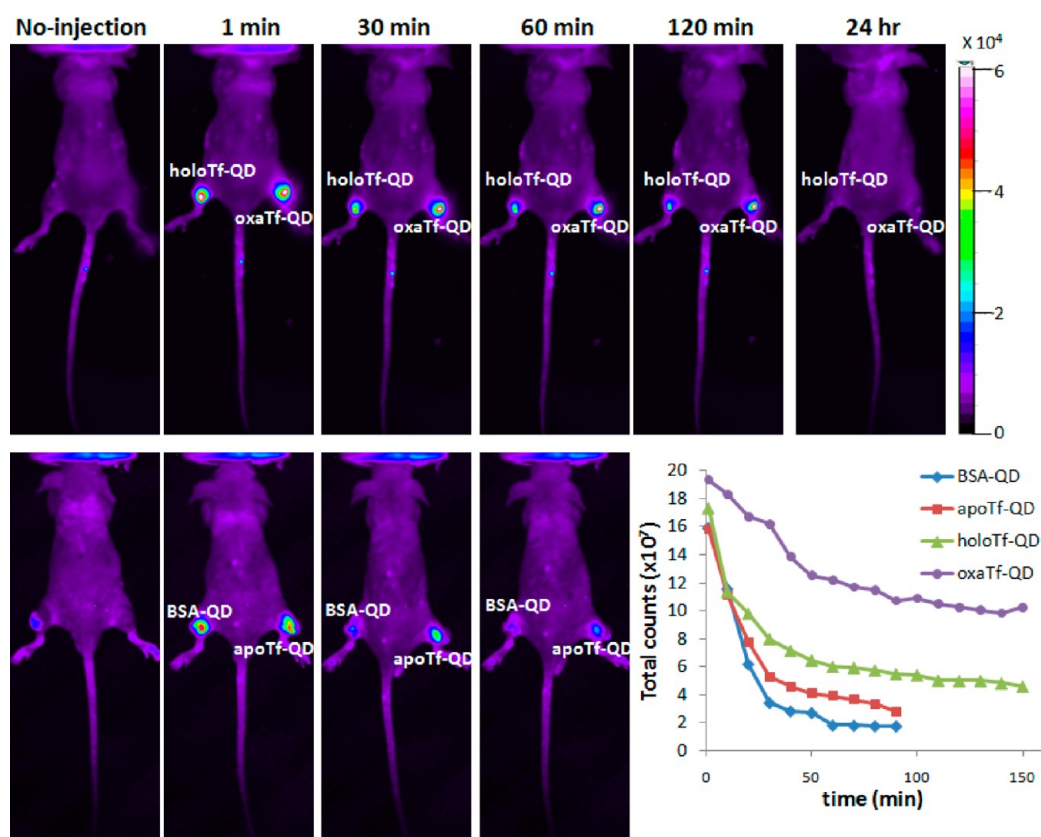 No-injection 1 min 30 min 60 min 120 min 24 hr
X 10⁴
6
holoTf-QD holoTf-QD holoTf-QD holoTf-QD holoTf-QD
4
oxaTf-QD oxaTf-QD oxaTf-QD oxaTf-QD oxaTf-QD
2
0
BSA-QD BSA-QD BSA-QD
apoTf-QD apoTf-QD apoTf-QD
Total counts (x10⁷)
20
18
16
14
12
10
8
6
4
2
0
BSA-QD
apoTf-QD
holoTf-QD
oxaTf-QD
0 50 100 150
time (min)